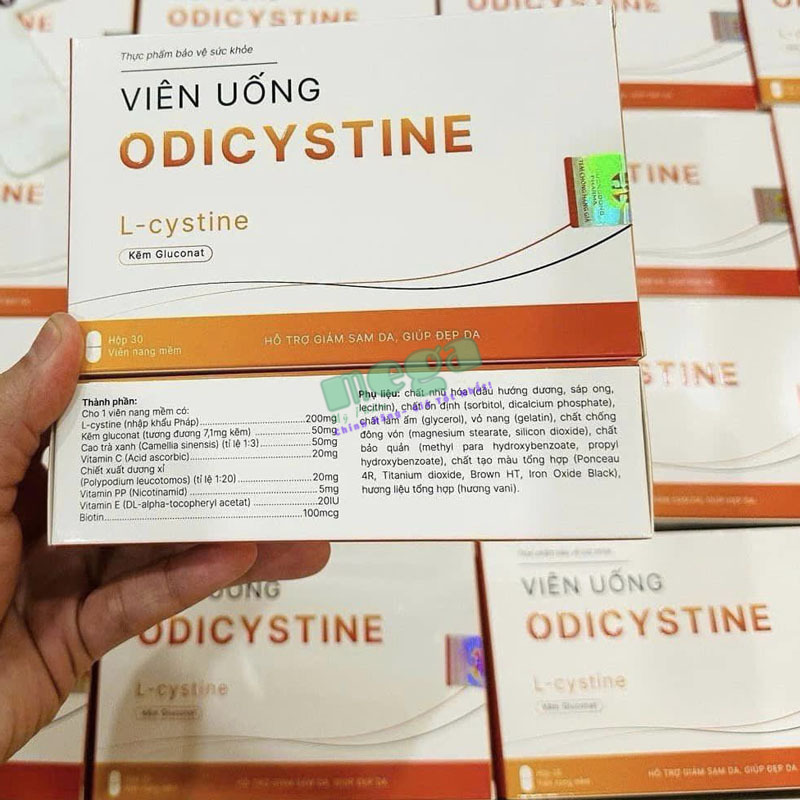 ODICYSTINE
Thực phẩm bảo vệ sức khỏe
VIÊN UỐNG
ODICYSTINE
L-cystine
Kẽm Gluconat
Hộp 30
Viên nang mềm
HỖ TRỢ GIẢM SẠM DA, GIÚP ĐẸP DA
mega
Thành phần:
Cho 1 viên nang mềm có:
L-cystine (nhập khẩu Pháp) 200mg
Kẽm gluconat (tương đương 7,1mg kẽm) 50mg
Cao trà xanh (Camellia sinensis) (tỉ lệ 1:3) 50mg
Vitamin C (Acid ascorbic) 20mg
Chiết xuất dương xỉ
(Polypodium leucotomos) (tỉ lệ 1:20) 20mg
Vitamin PP (Nicotinamid) 5mg
Vitamin E (DL-alpha-tocopheryl acetat) 20IU
Biotin 100mcg
Phụ liệu: chất nhũ hóa (dầu hướng dương, sáp ong,
lecithin), chất ổn định (sorbitol, dicalcium phosphate),
chất làm ẩm (glycerol), vỏ nang (gelatin), chất chống
đông vón (magnesium stearate, silicon dioxide), chất
bảo quản (methyl para hydroxybenzoate, propyl
hydroxybenzoate), chất tạo màu tổng hợp (Ponceau
4R, Titanium dioxide, Brown HT, Iron Oxide Black),
hương liệu tổng hợp (hương vani).
TINE
STINE
UỐNG
ODICYSTINE
L-cystine
Kẽm Gluconat
VIÊN UỐNG
ODICYSTINE
L-cystine
Kẽm Gluconat
HỖ TRỢ GIẢM SẠM DA, GIÚP ĐẸP DA